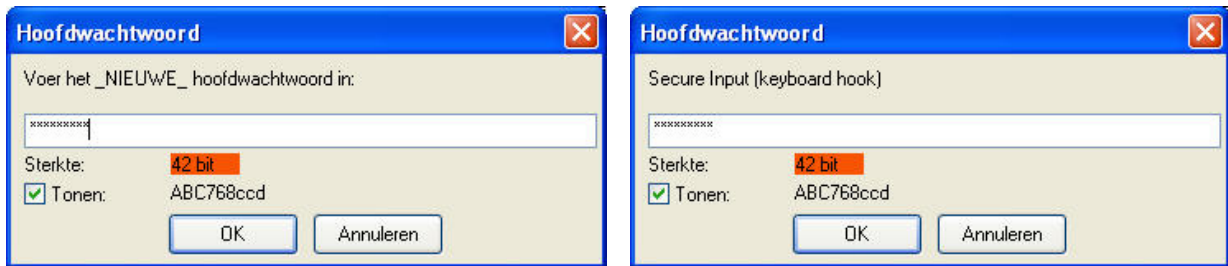 Hoofdwachtwoord
Voer het _NIEUWE_ hoofdwachtwoord in:
*********
Sterkte: 42 bit
Tonen: ABC768ccd
OK Annuleren
Hoofdwachtwoord
Secure Input (keyboard hook)
*********
Sterkte: 42 bit
Tonen: ABC768ccd
OK Annuleren